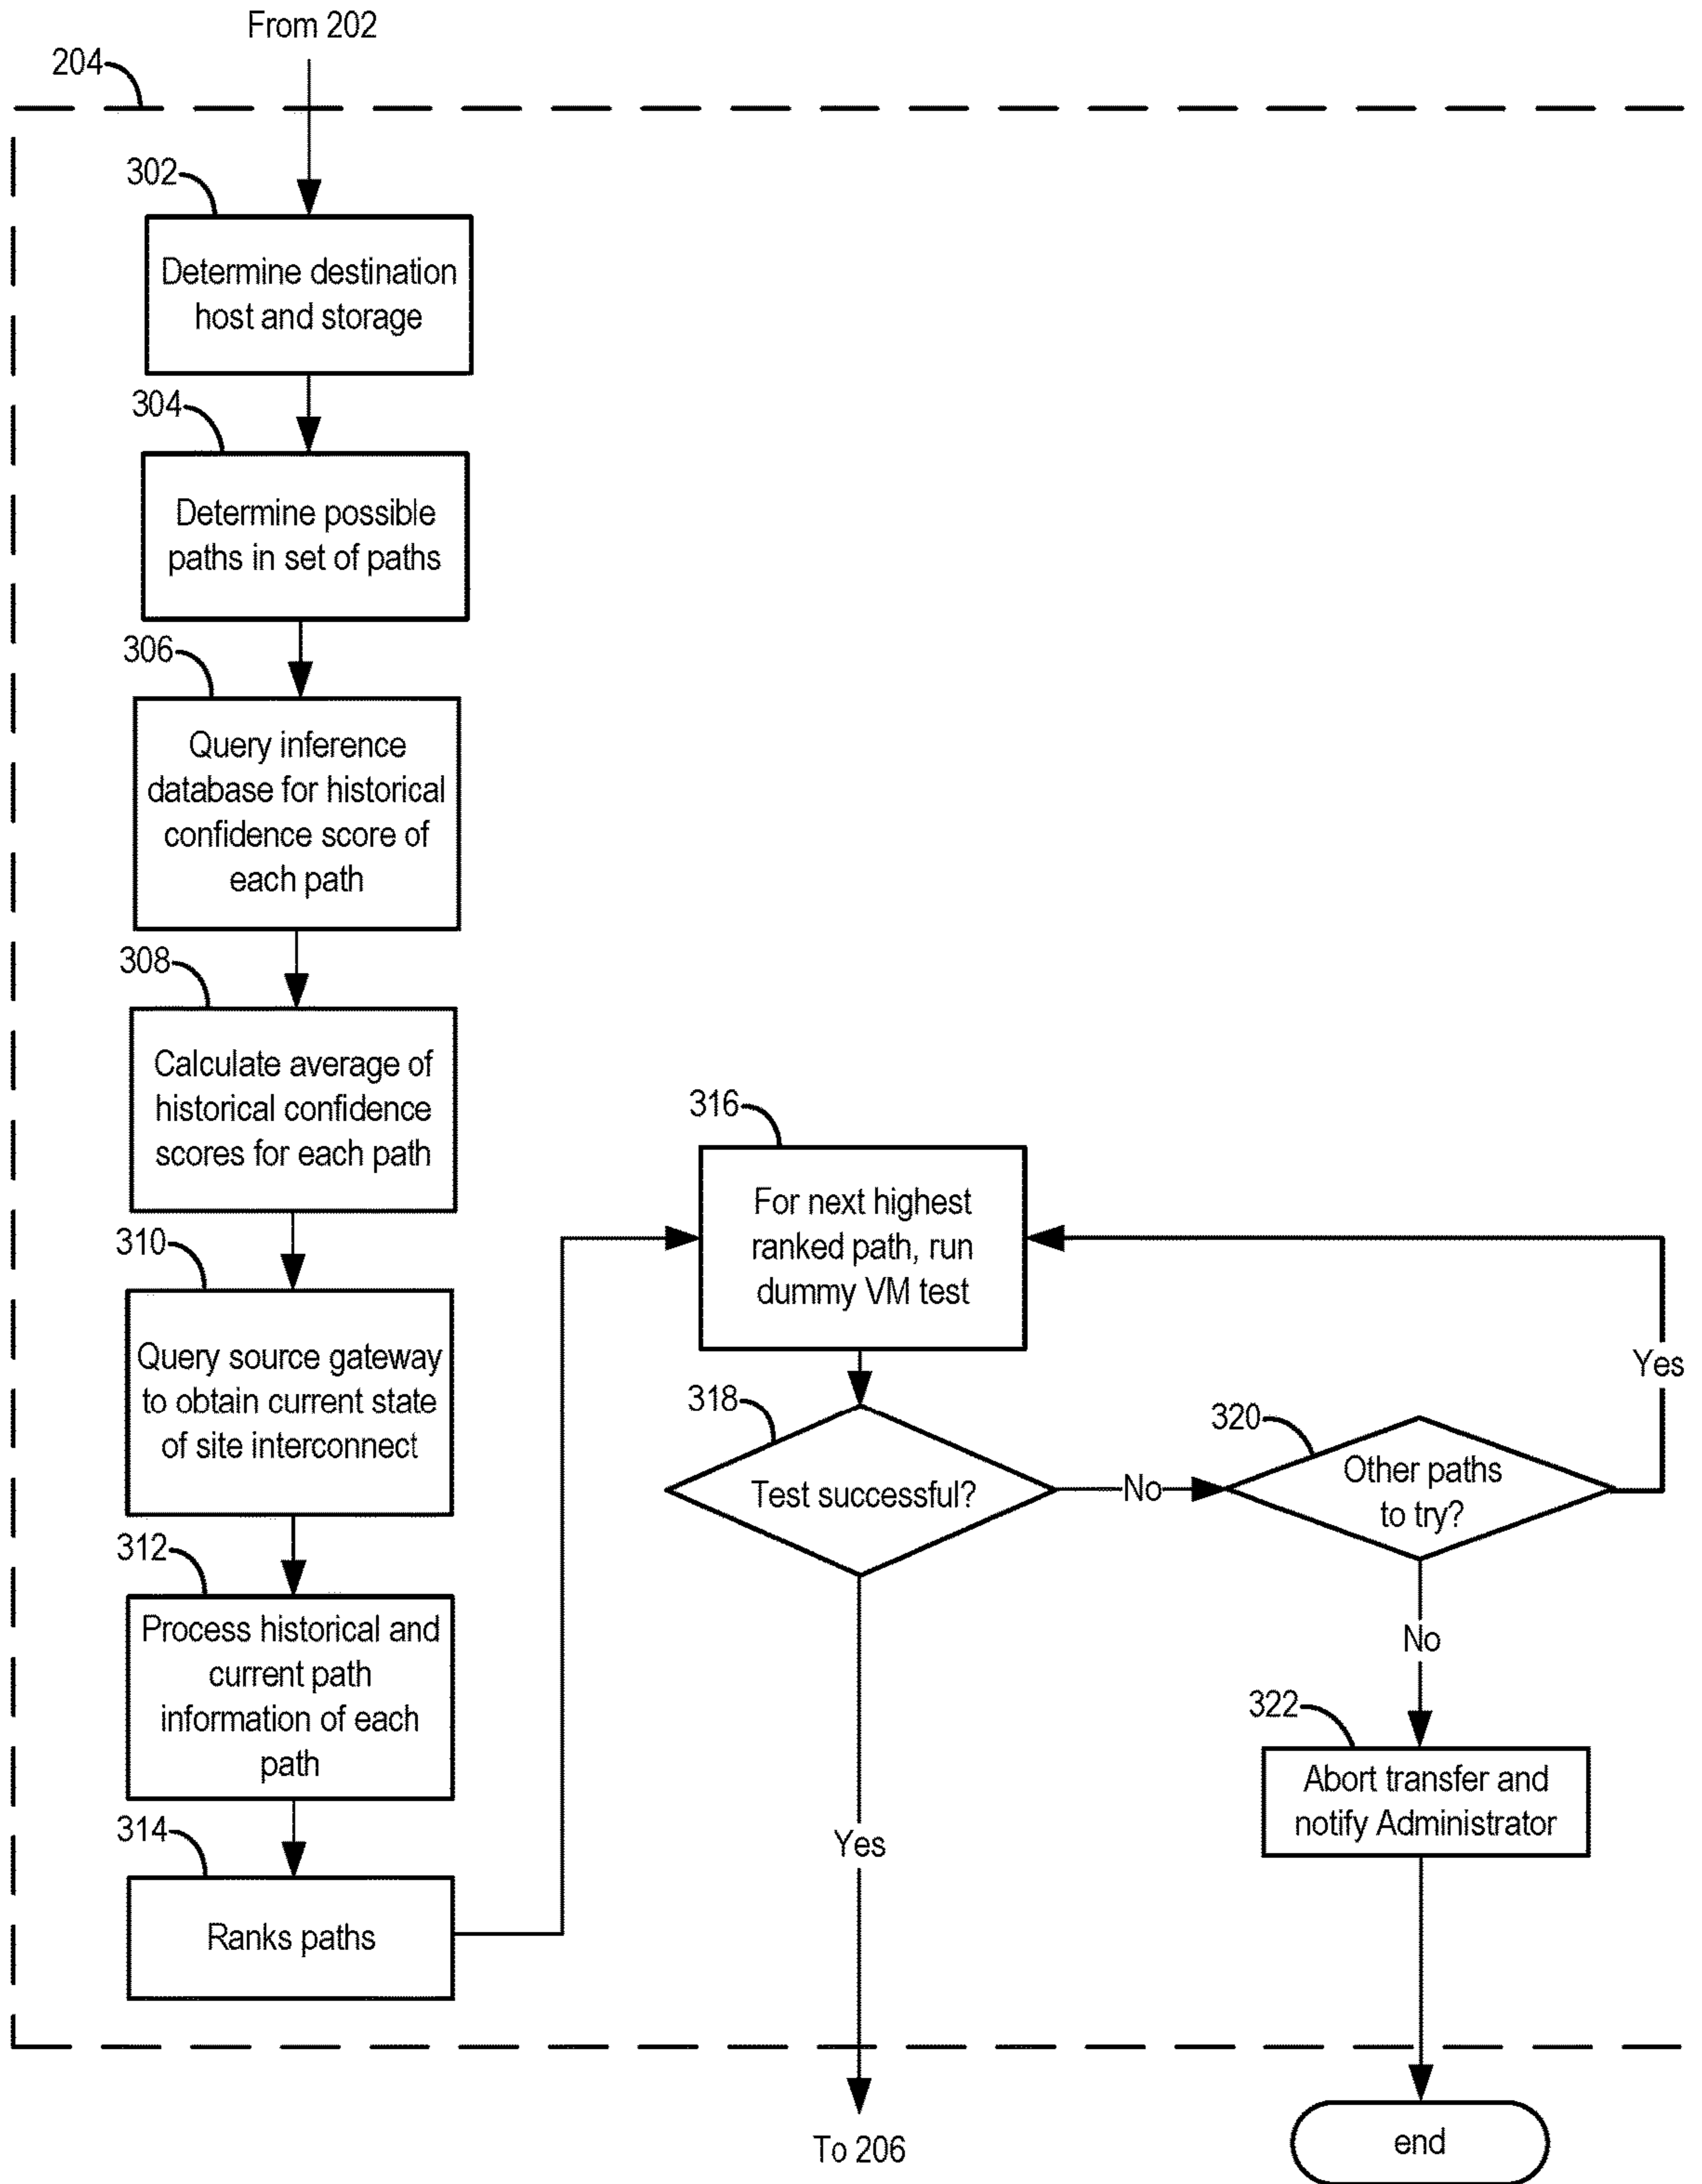 From 202
204
302
Determine destination
host and storage
304
Determine possible
paths in set of paths
306
Query inference
database for historical
confidence score of
each path
308
Calculate average of
historical confidence
scores for each path
310
Query source gateway
to obtain current state
of site interconnect
312
Process historical and
current path
information of each
path
314
Ranks paths
316
For next highest
ranked path, run
dummy VM test
318
Test successful?
No
Yes
320
Other paths
to try?
Yes
No
322
Abort transfer and
notify Administrator
To 206
end